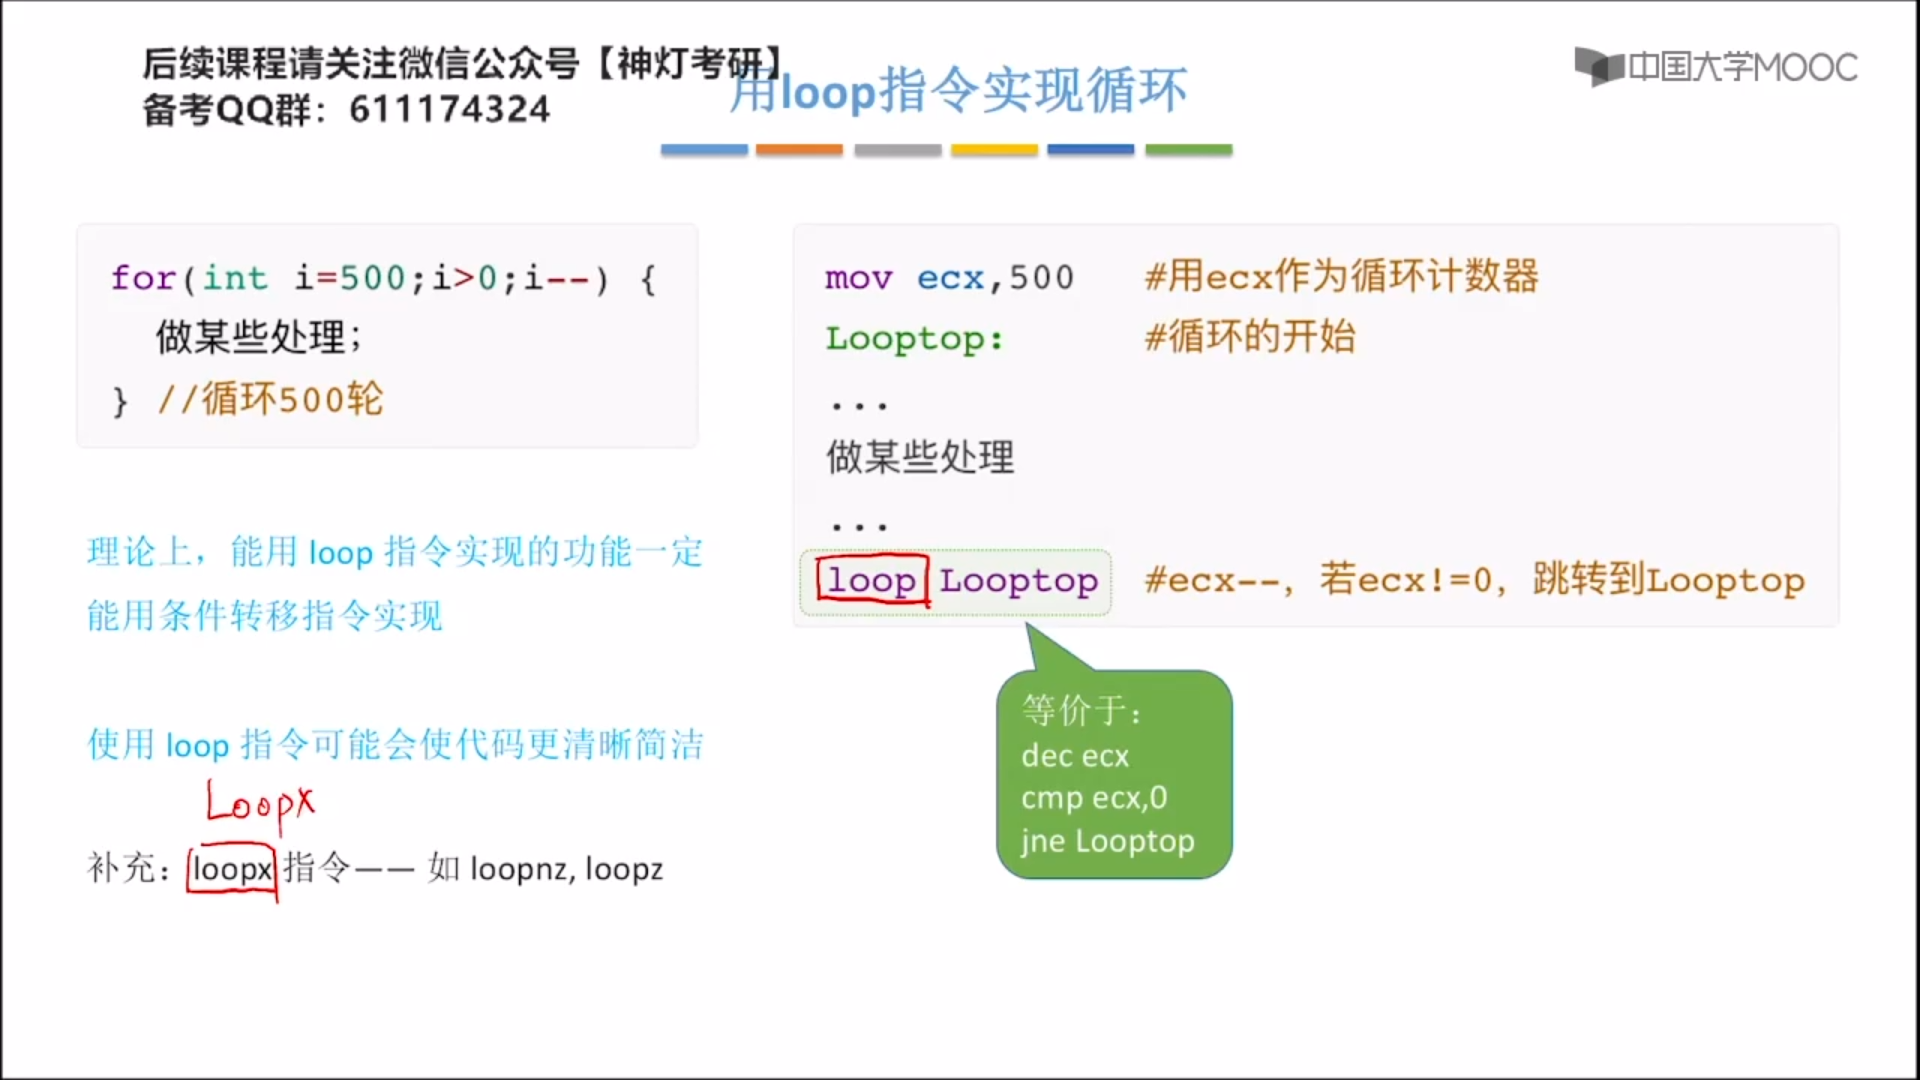 后续课程请关注微信公众号【神灯考研】
备考QQ群：611174324
用loop指令实现循环
中国大学MOOC
for(int i=500;i>0;i--) {
做某些处理;
} //循环500轮
理论上，能用 loop 指令实现的功能一定
能用条件转移指令实现
使用 loop 指令可能会使代码更清晰简洁
LoopX
补充：loopx 指令—— 如 loopnz, loopz
mov ecx,500 #用ecx作为循环计数器
Looptop: #循环的开始
...
做某些处理
...
loop Looptop #ecx--, 若ecx!=0, 跳转到Looptop
等价于：
dec ecx
cmp ecx,0
jne Looptop